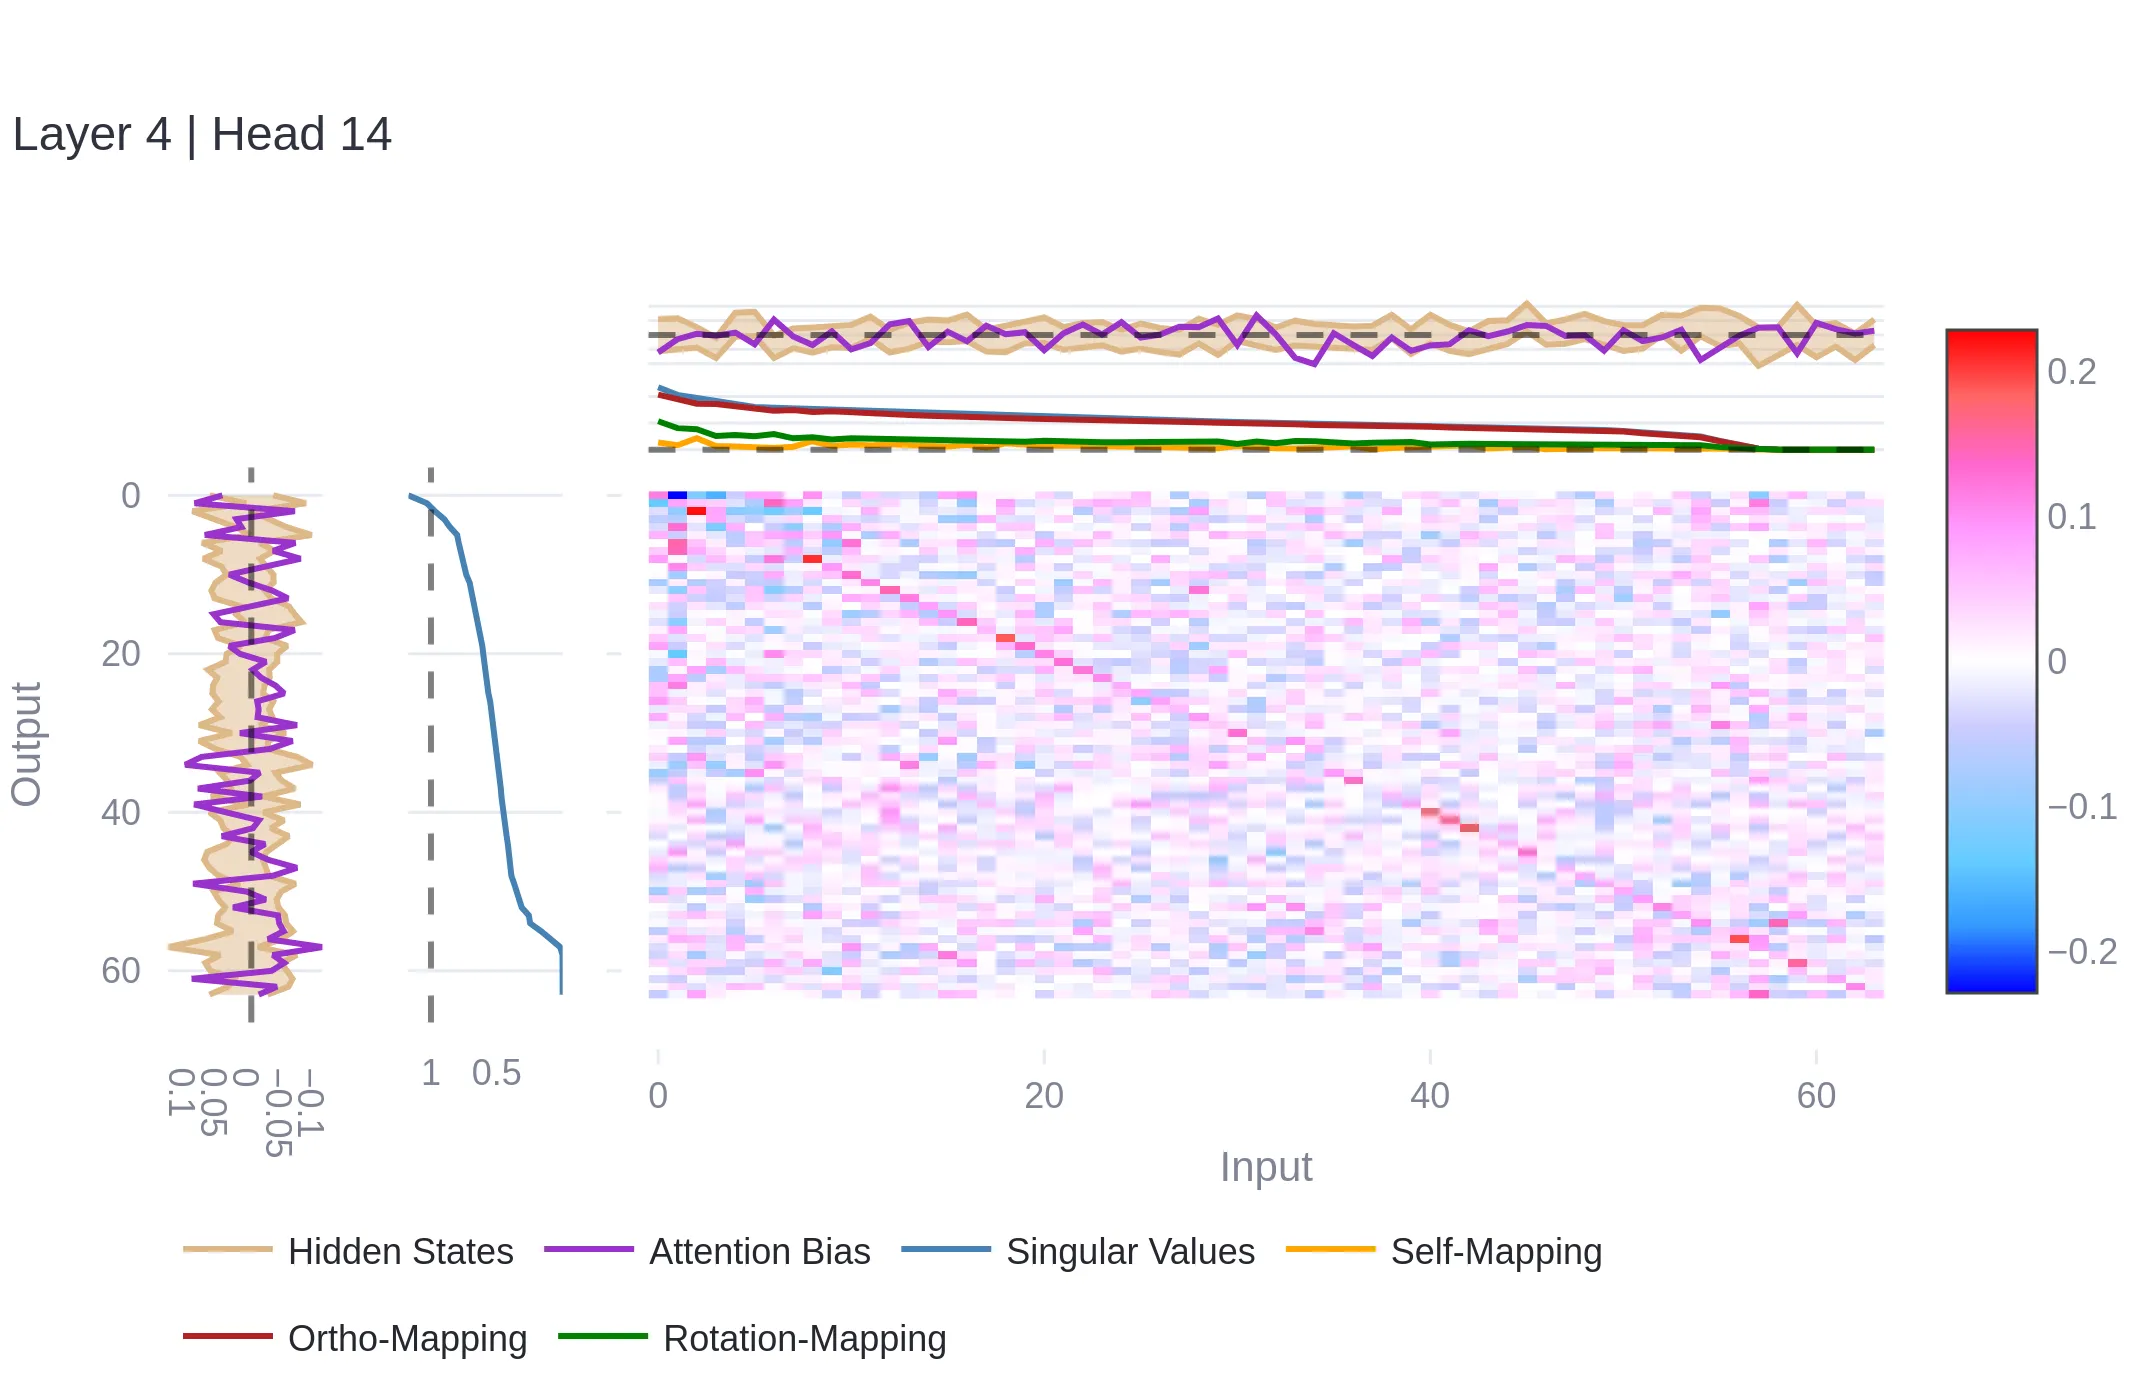 Layer 4 | Head 14
0
20
40
60
Output
0.1
0.05
0
−0.05
−0.1
1
0.5
0
20
40
60
Input
0.2
0.1
0
−0.1
−0.2
Hidden States
Attention Bias
Singular Values
Self-Mapping
Ortho-Mapping
Rotation-Mapping